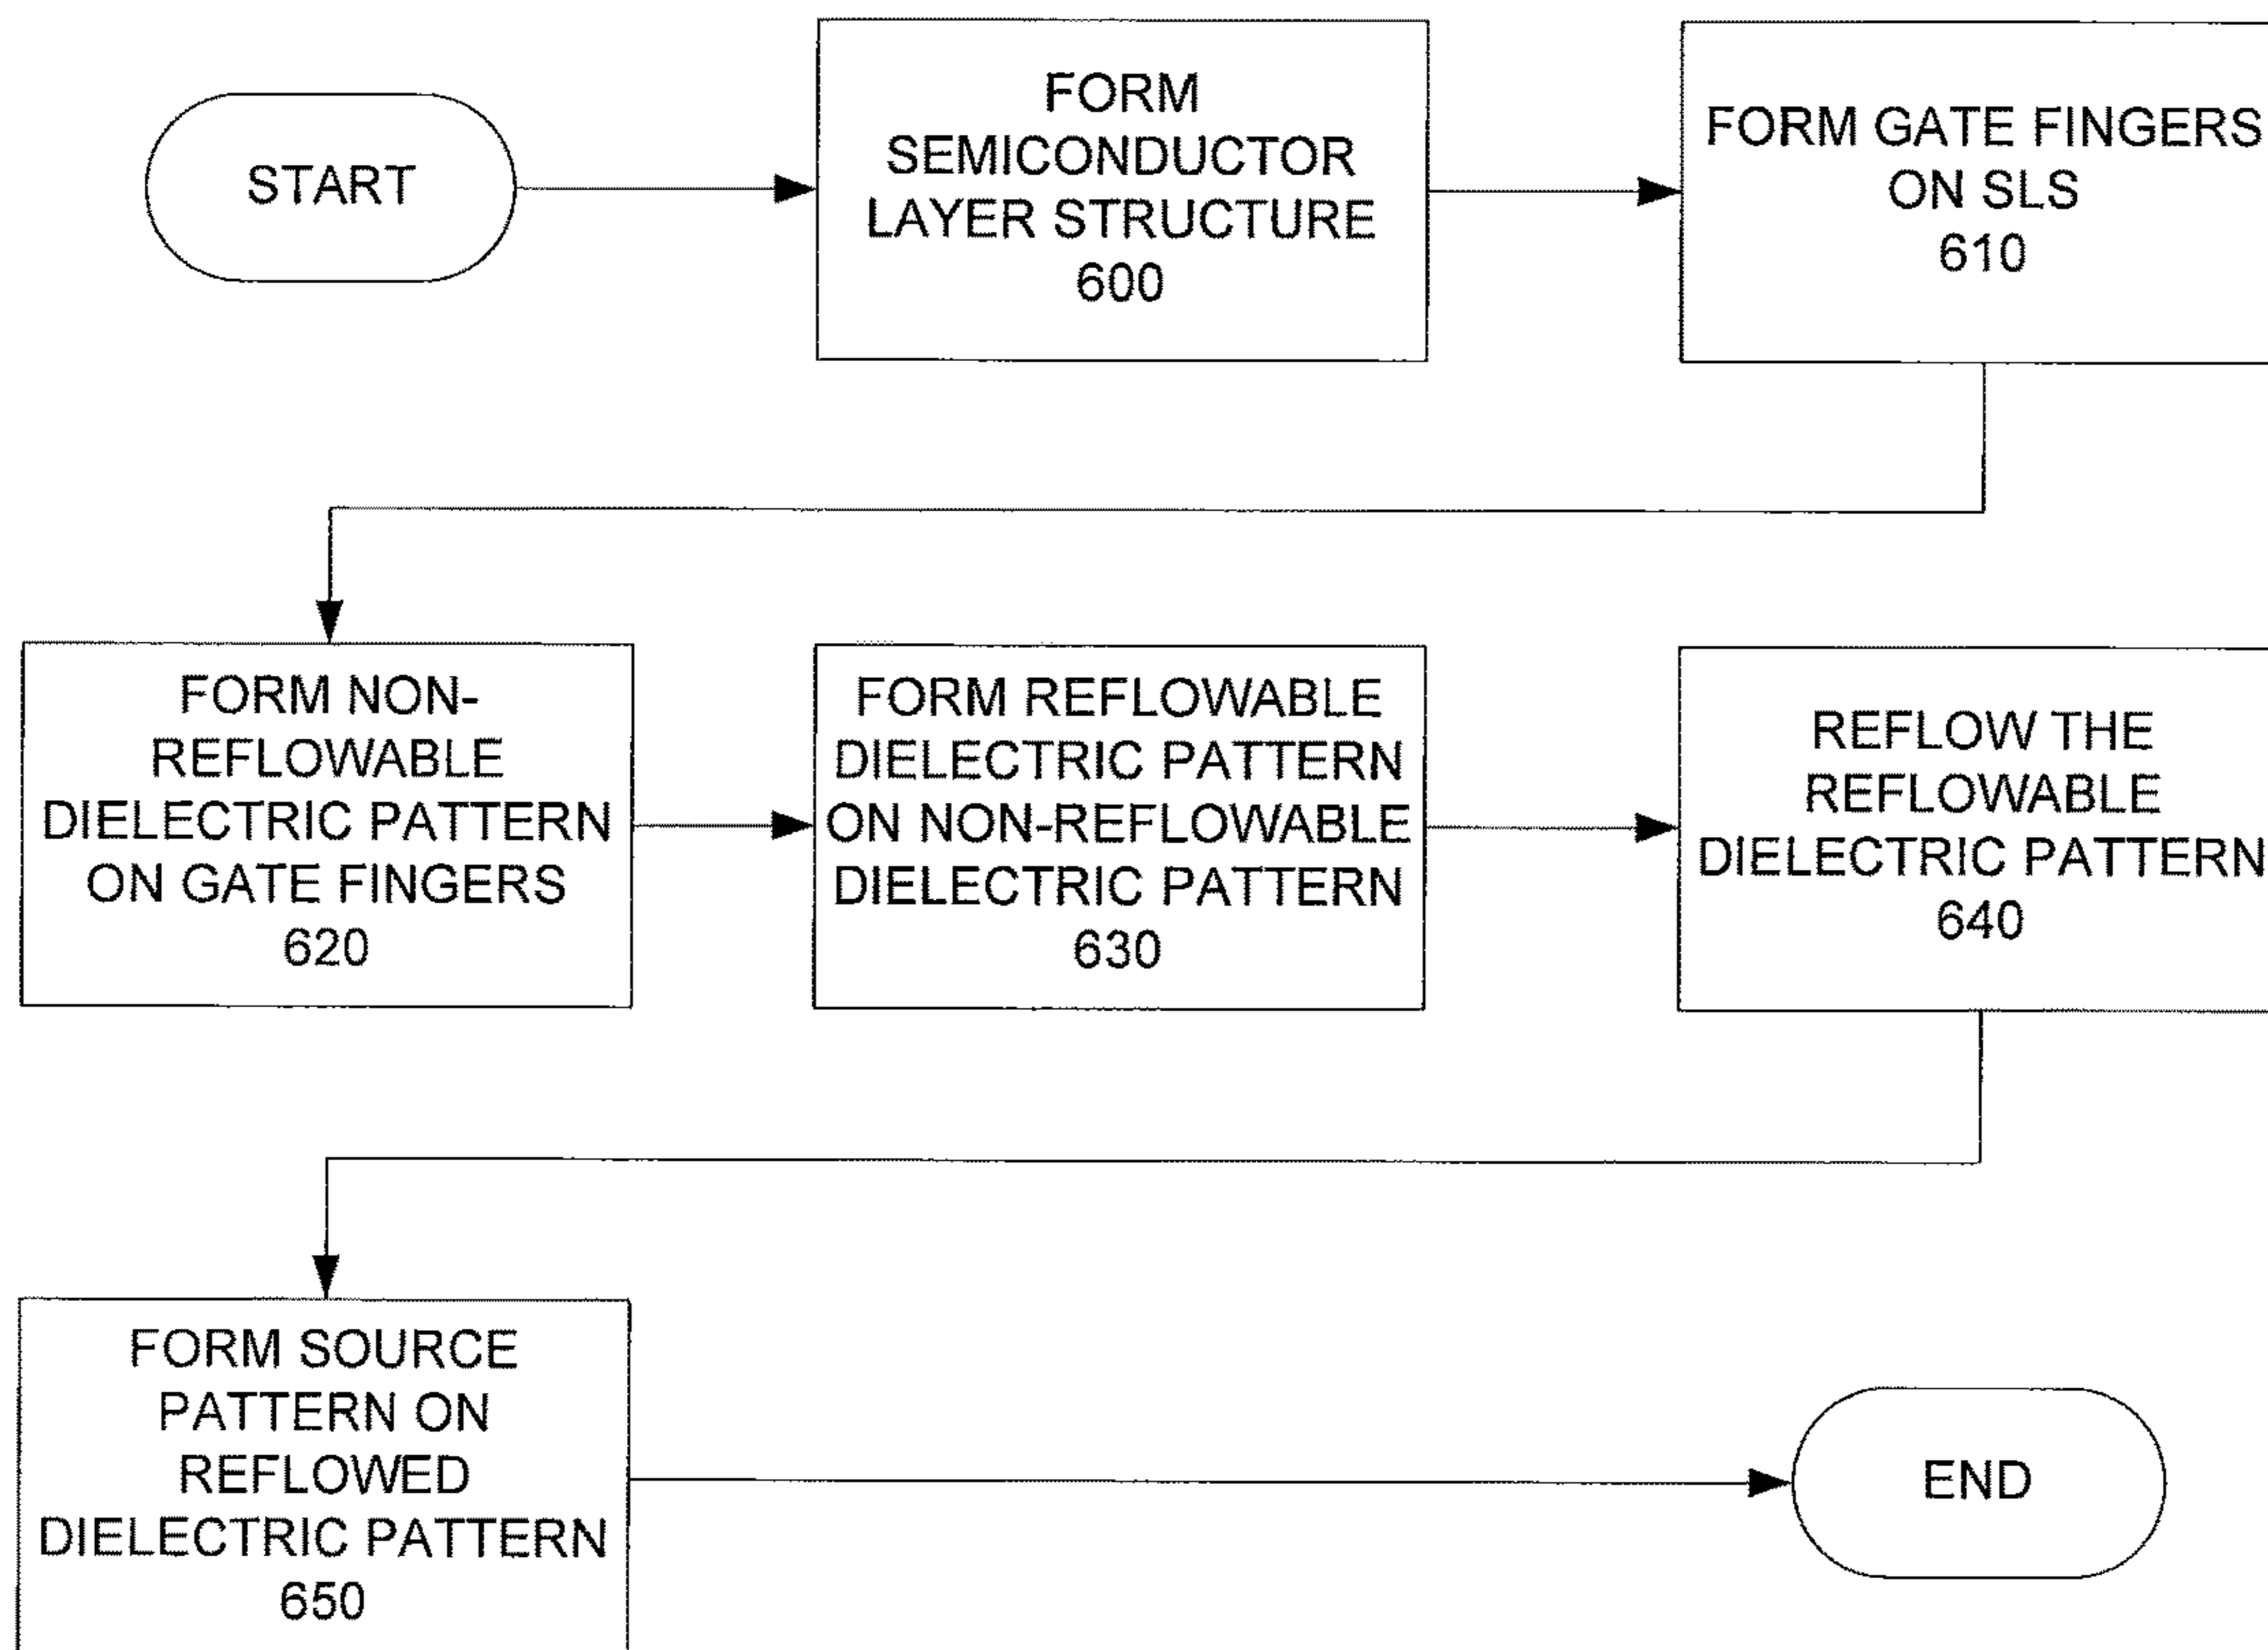 START
FORM
SEMICONDUCTOR
LAYER STRUCTURE
600
FORM GATE FINGERS
ON SLS
610
FORM NON-
REFLOWABLE
DIELECTRIC PATTERN
ON GATE FINGERS
620
FORM REFLOWABLE
DIELECTRIC PATTERN
ON NON-REFLOWABLE
DIELECTRIC PATTERN
630
REFLOW THE
REFLOWABLE
DIELECTRIC PATTERN
640
FORM SOURCE
PATTERN ON
REFLOWED
DIELECTRIC PATTERN
650
END